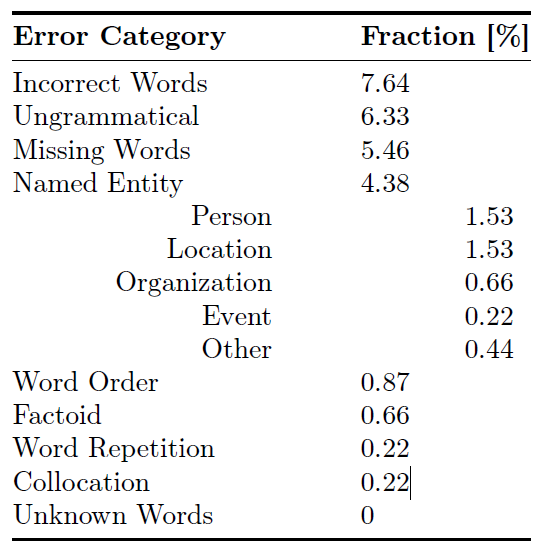 Error Category Fraction [%]
Incorrect Words 7.64
Ungrammatical 6.33
Missing Words 5.46
Named Entity 4.38
Person 1.53
Location 1.53
Organization 0.66
Event 0.22
Other 0.44
Word Order 0.87
Factoid 0.66
Word Repetition 0.22
Collocation 0.22
Unknown Words 0